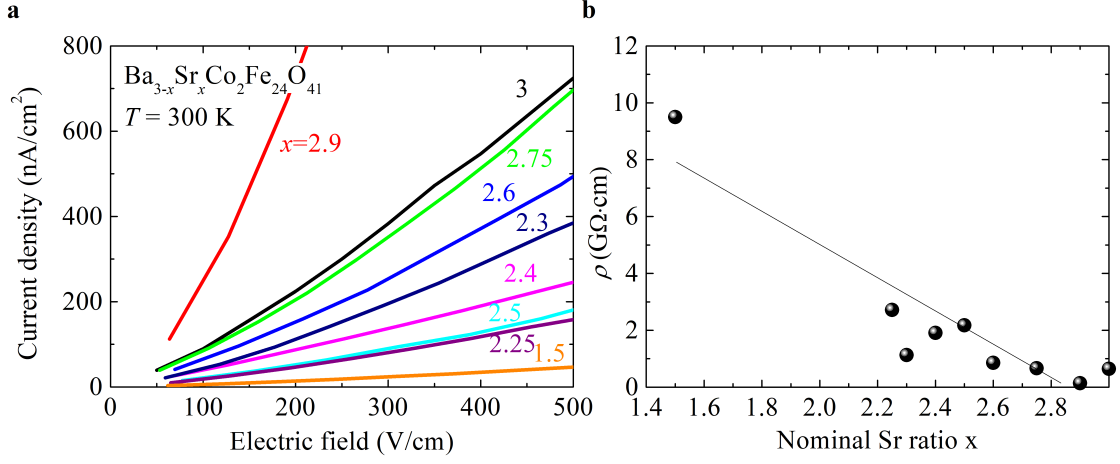 a
Ba3-xSrxCo2Fe24O41
T = 300 K
x=2.9
3
2.75
2.6
2.3
2.4
2.5
2.25
1.5
800
600
400
200
0
0 100 200 300 400 500
Current density (nA/cm²)
Electric field (V/cm)
b
12
10
8
6
4
2
0
1.4 1.6 1.8 2.0 2.2 2.4 2.6 2.8
ρ (GΩ·cm)
Nominal Sr ratio x